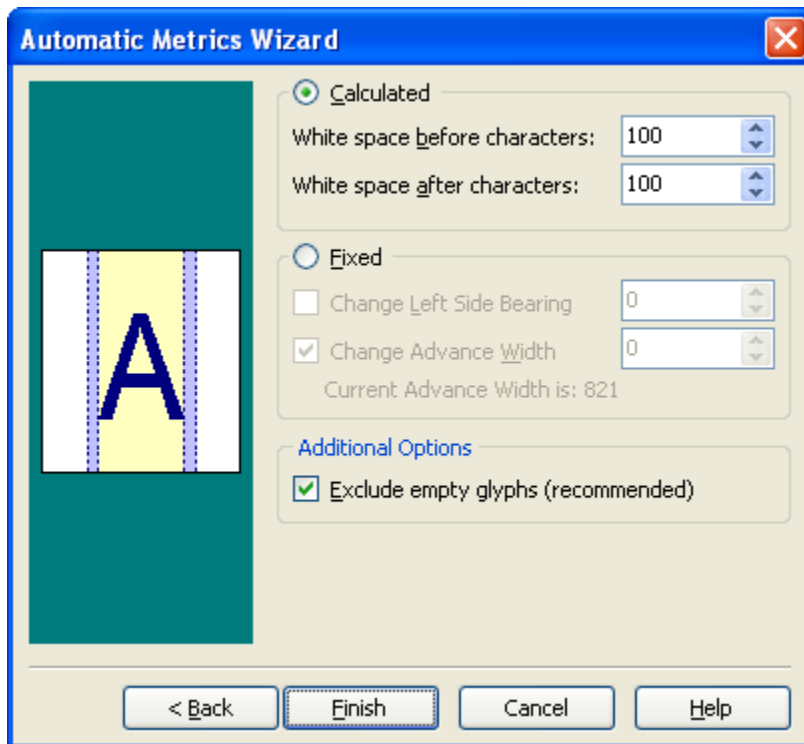 Automatic Metrics Wizard
Calculated
White space before characters: 100
White space after characters: 100
Fixed
Change Left Side Bearing 0
Change Advance Width 0
Current Advance Width is: 821
A
Additional Options
Exclude empty glyphs (recommended)
< Back Finish Cancel Help